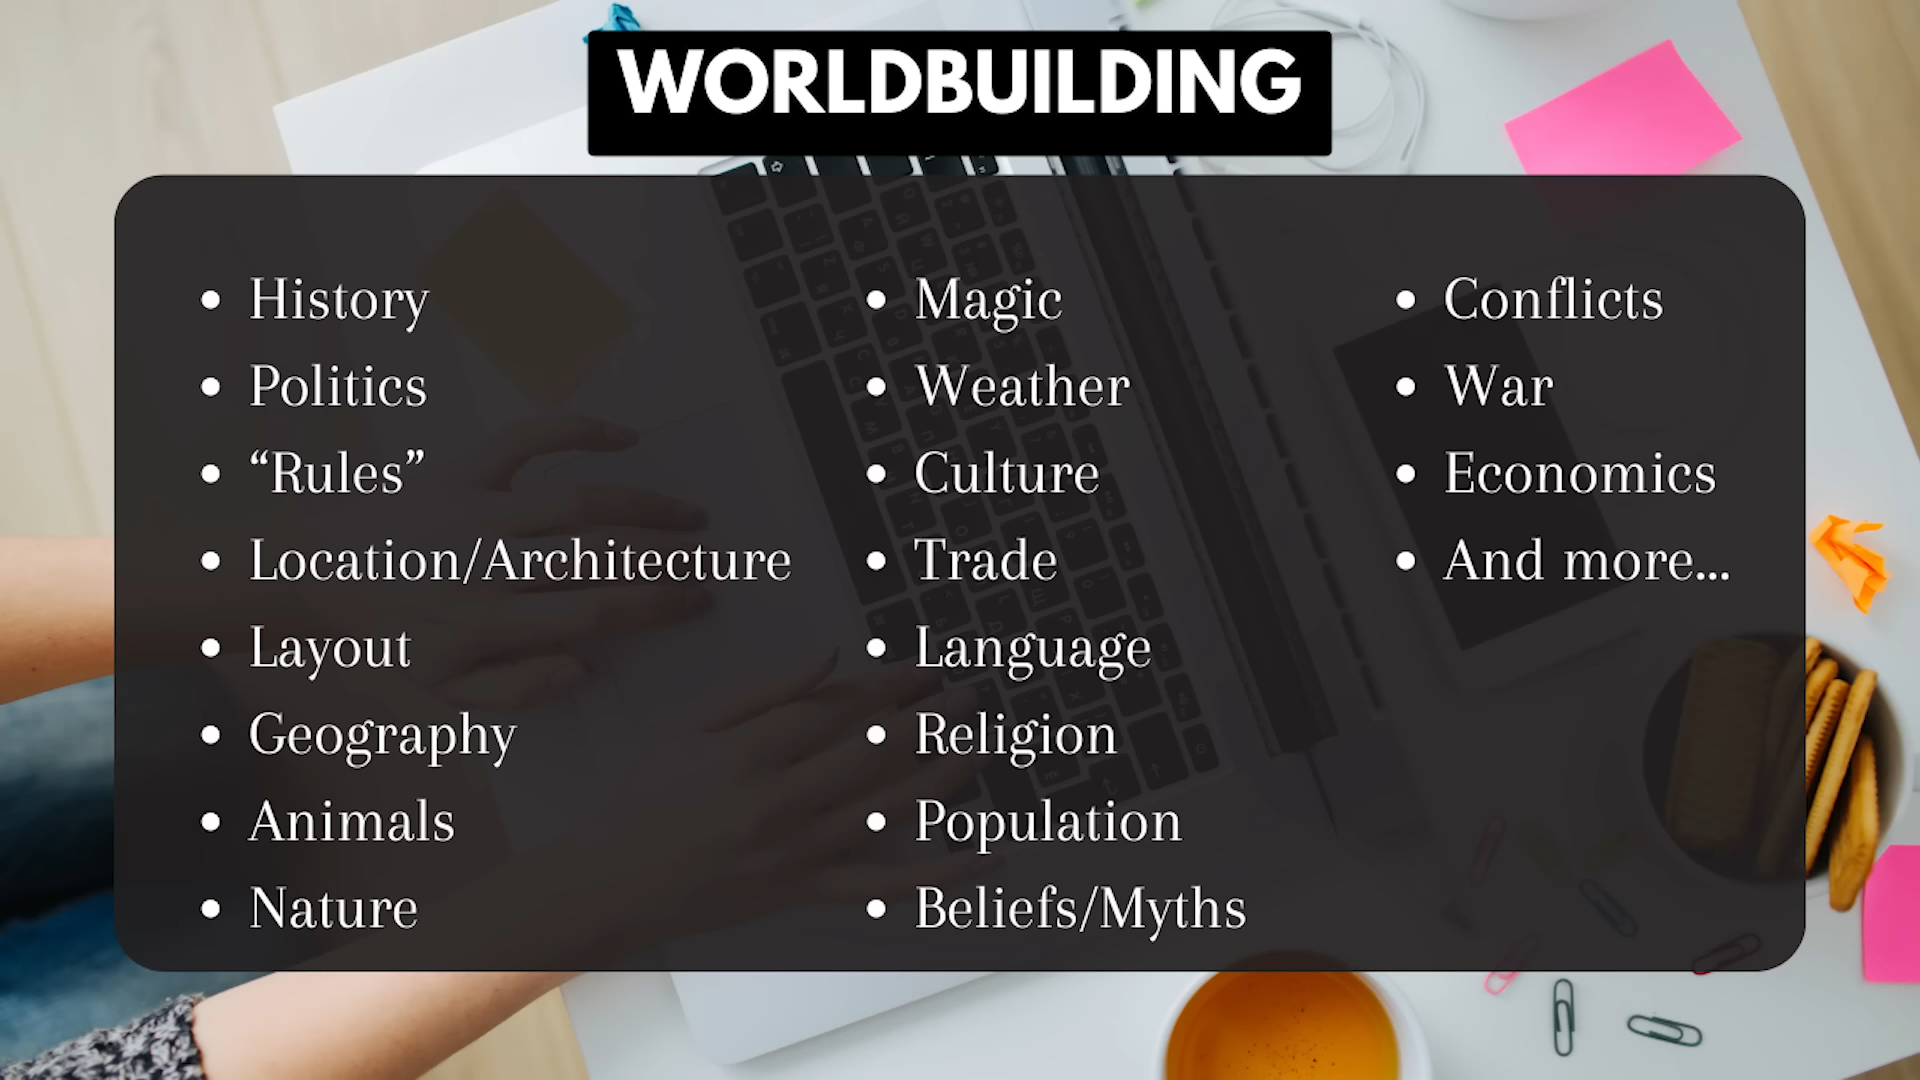 WORLDBUILDING
History
Politics
“Rules”
Location/Architecture
Layout
Geography
Animals
Nature
Magic
Weather
Culture
Trade
Language
Religion
Population
Beliefs/Myths
Conflicts
War
Economics
And more...